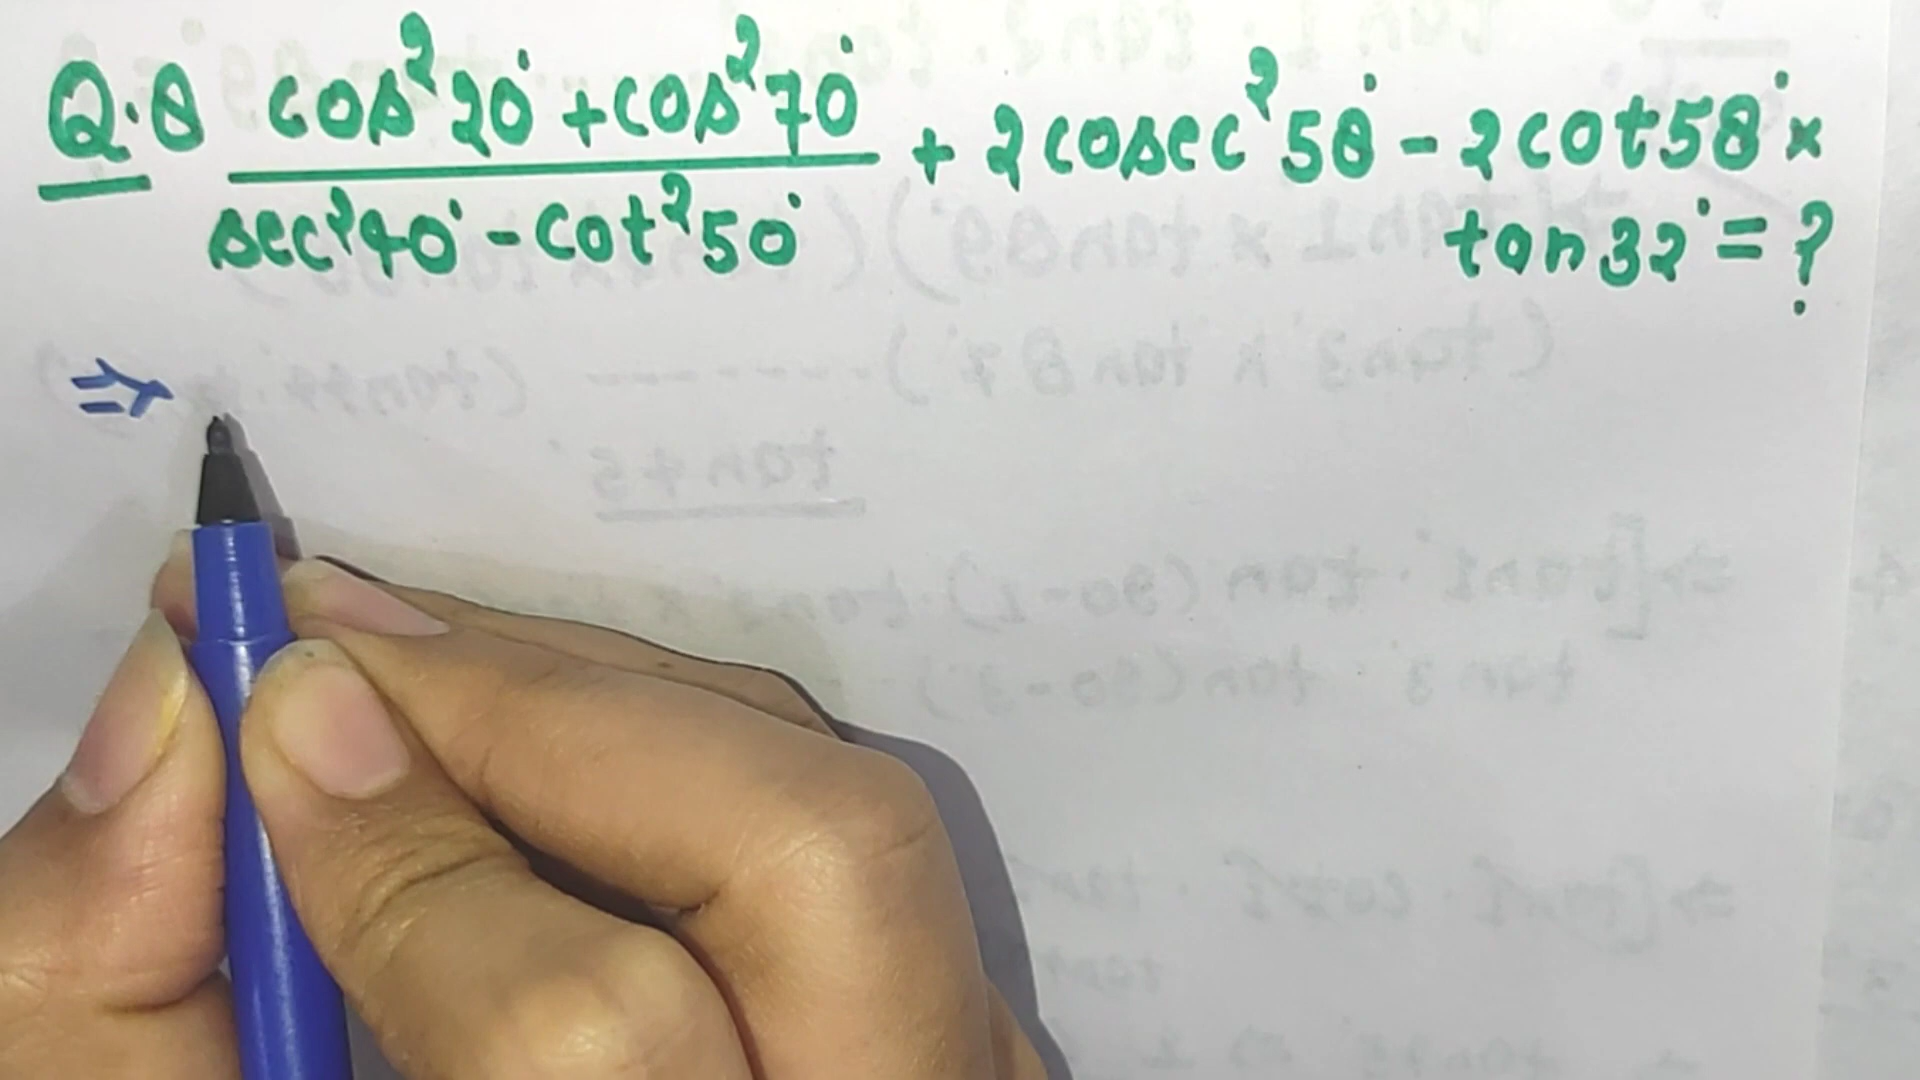 Q.8 cos²20° + cos²70° + 2cosec²58° - 2cot58° ×
sec²40° - cot²50° tan32° = ?
⇒